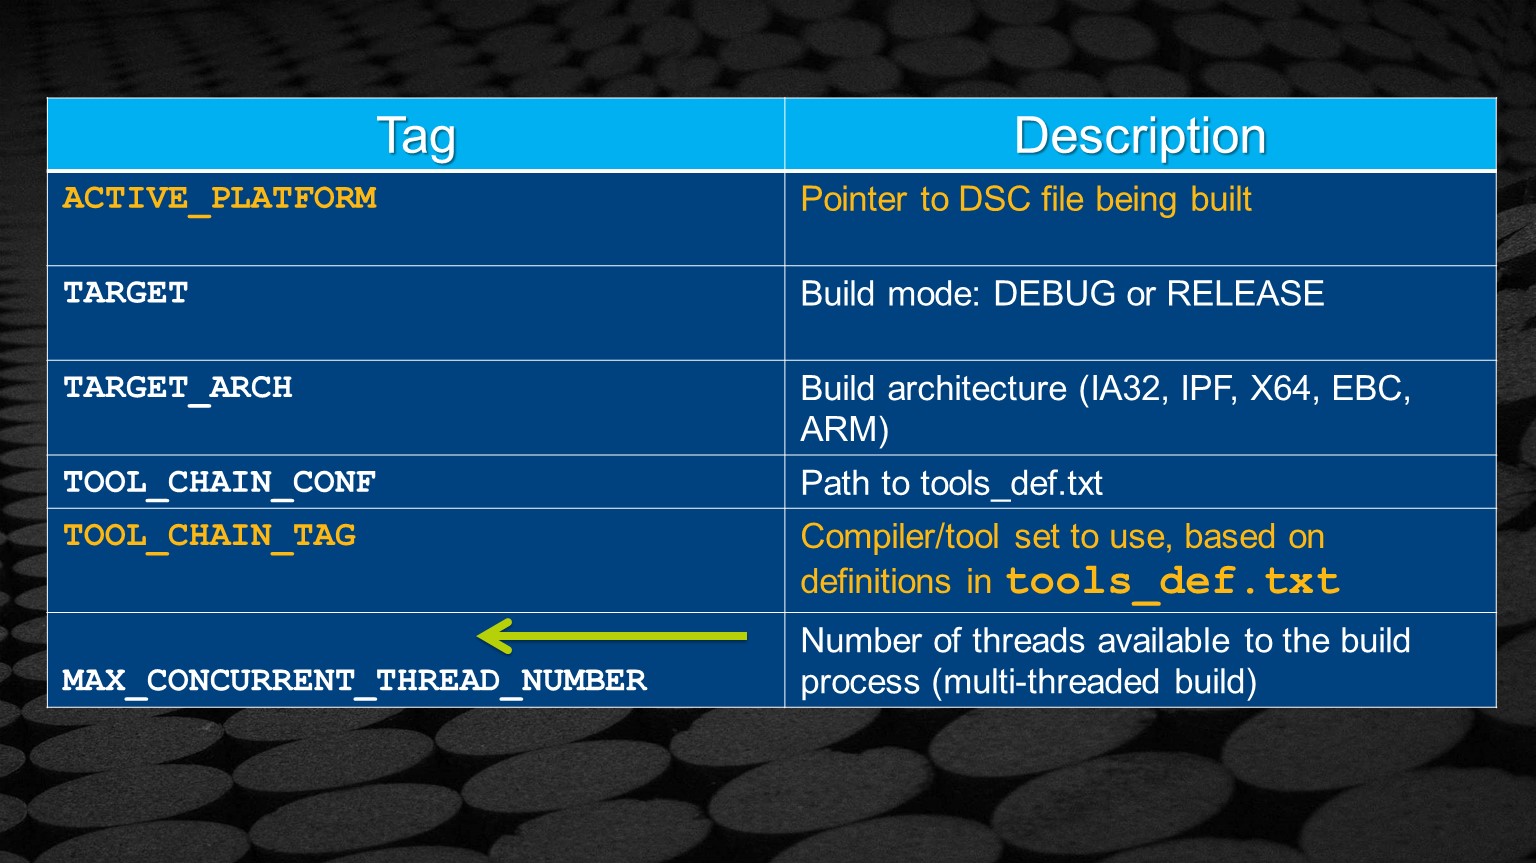 Tag
Description
ACTIVE_PLATFORM
Pointer to DSC file being built
TARGET
Build mode: DEBUG or RELEASE
TARGET_ARCH
Build architecture (IA32, IPF, X64, EBC,
ARM)
TOOL_CHAIN_CONF
Path to tools_def.txt
TOOL_CHAIN_TAG
Compiler/tool set to use, based on
definitions in tools_def.txt
MAX_CONCURRENT_THREAD_NUMBER
Number of threads available to the build
process (multi-threaded build)